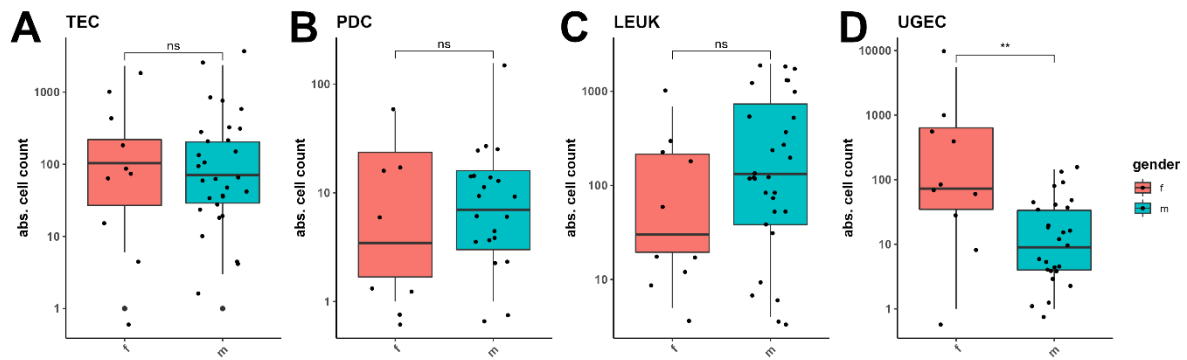 A TEC
abs. cell count
1000
100
10
1
ns
f m
B PDC
abs. cell count
100
10
1
ns
f m
C LEUK
abs. cell count
1000
100
10
ns
f m
D UGEC
abs. cell count
10000
1000
100
10
1
**
f m
gender
f
m